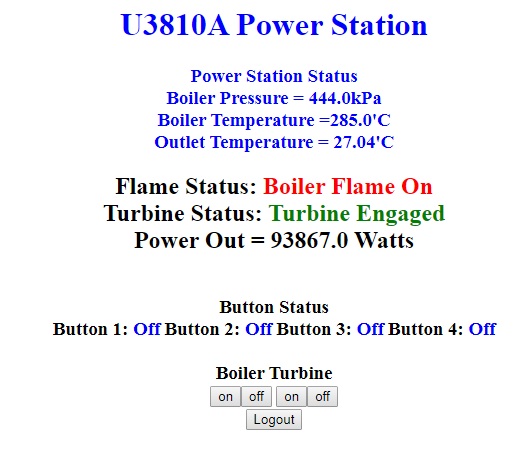 U3810A Power Station
Power Station Status
Boiler Pressure = 444.0kPa
Boiler Temperature =285.0'C
Outlet Temperature = 27.04'C
Flame Status: Boiler Flame On
Turbine Status: Turbine Engaged
Power Out = 93867.0 Watts
Button Status
Button 1: Off Button 2: Off Button 3: Off Button 4: Off
Boiler Turbine
on off on off
Logout